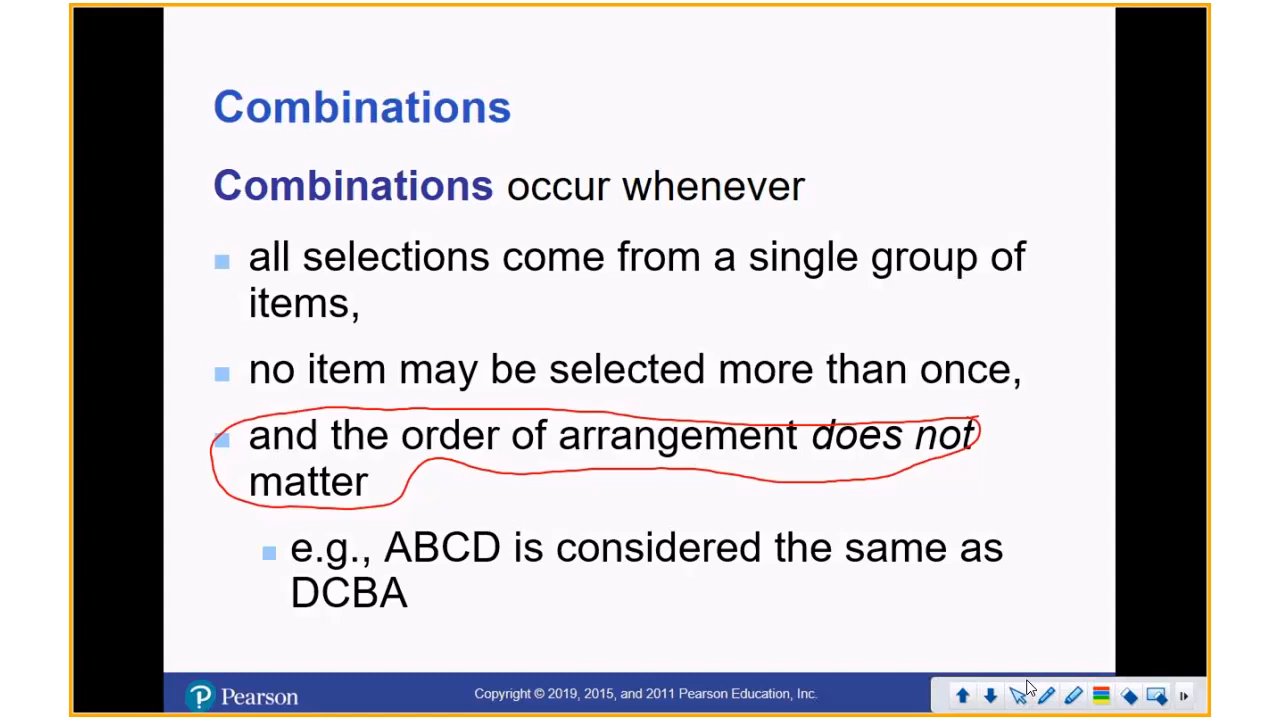 Combinations
Combinations occur whenever
all selections come from a single group of
items,
no item may be selected more than once,
and the order of arrangement does not
matter
e.g., ABCD is considered the same as
DCBA
Pearson
Copyright © 2019, 2015, and 2011 Pearson Education, Inc.